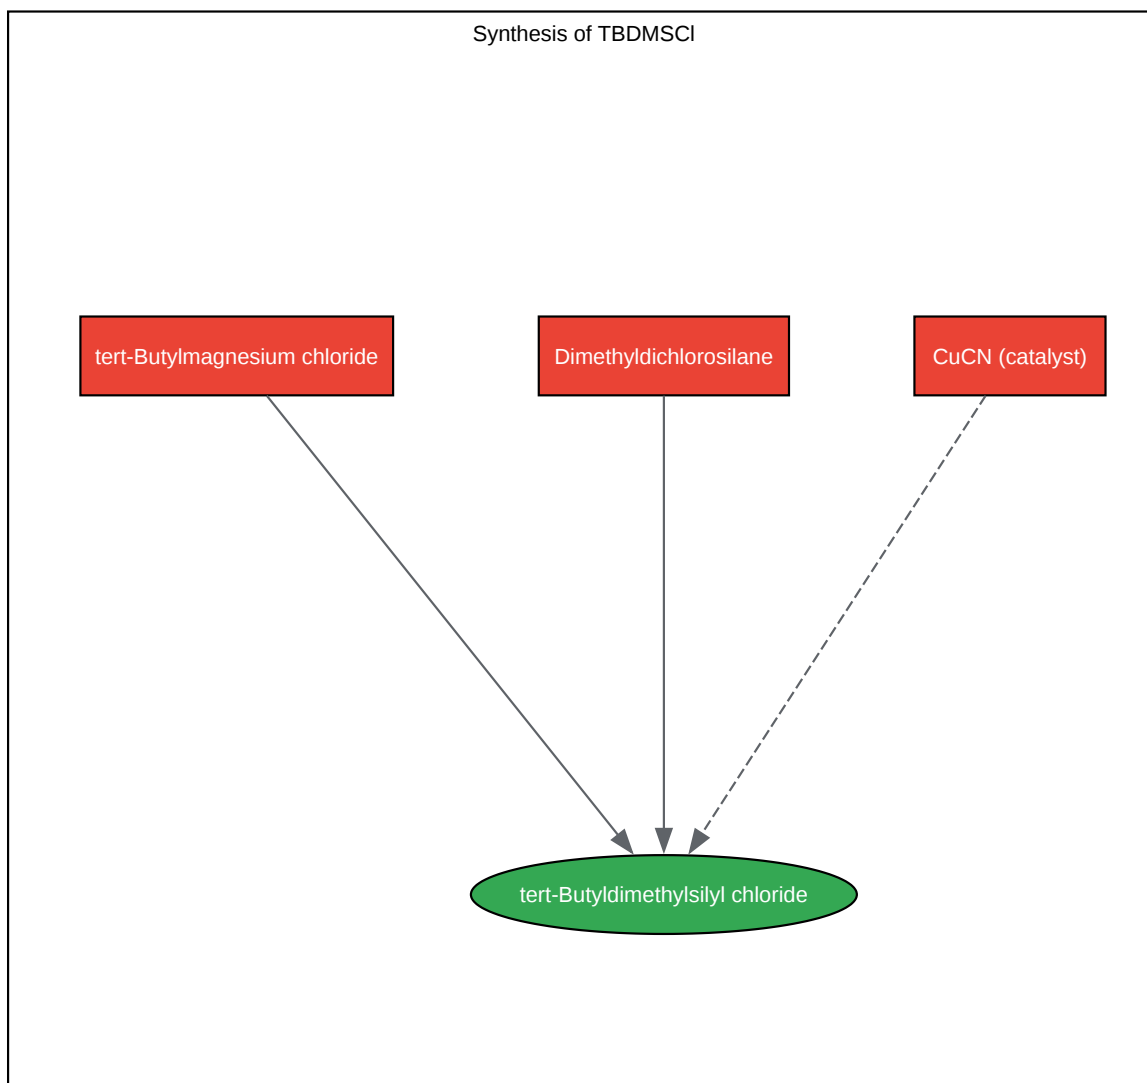 Synthesis of TBDMSCl
tert-Butylmagnesium chloride
Dimethyldichlorosilane
CuCN (catalyst)
tert-Butyldimethylsilyl chloride